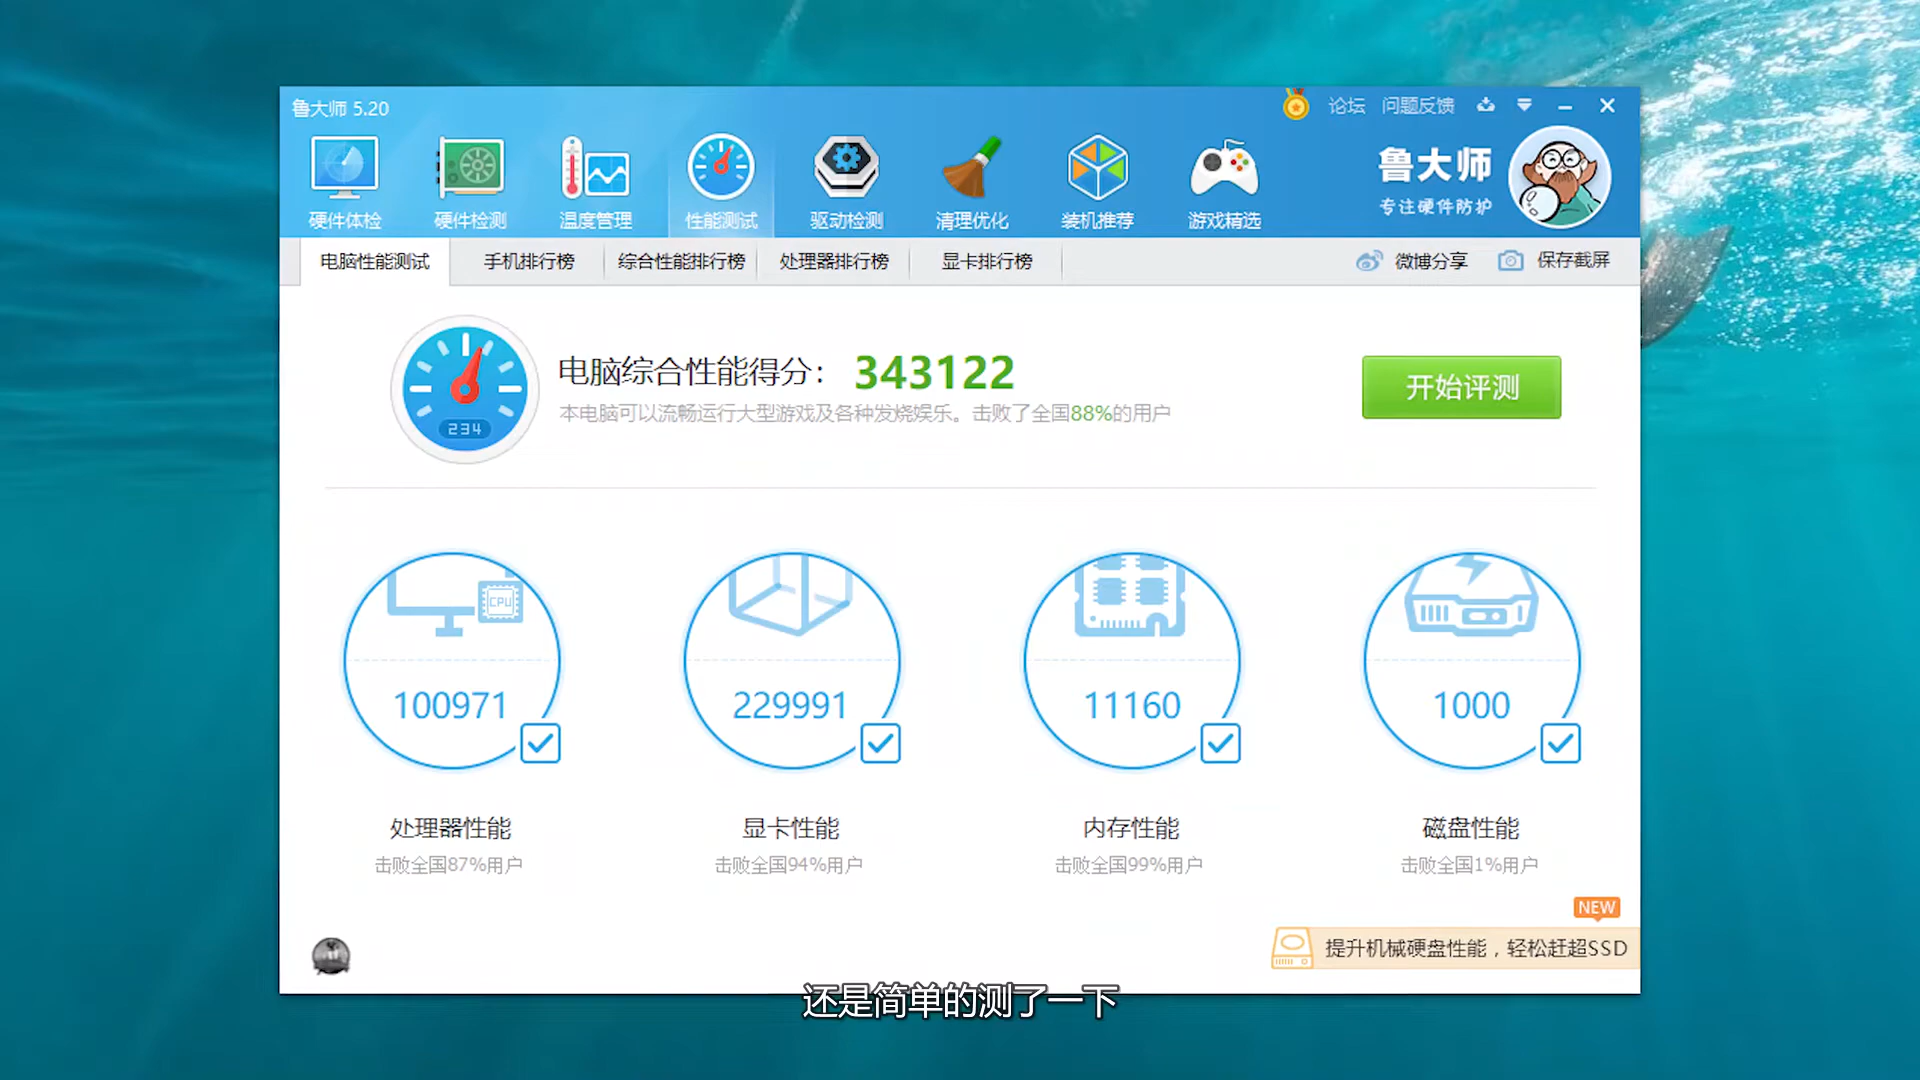 鲁大师 5.20
论坛 问题反馈
硬件体检 硬件检测 温度管理 性能测试 驱动检测 清理优化 装机推荐 游戏精选
鲁大师
专注硬件防护
电脑性能测试 手机排行榜 综合性能排行榜 处理器排行榜 显卡排行榜 微博分享 保存截屏
电脑综合性能得分： 343122
本电脑可以流畅运行大型游戏及各种发烧娱乐。击败了全国88%的用户
开始评测
234
CPU
100971 229991 11160 1000
处理器性能 显卡性能 内存性能 磁盘性能
击败全国87%用户 击败全国94%用户 击败全国99%用户 击败全国1%用户
NEW
提升机械硬盘性能，轻松赶超SSD
还是简单的测了一下